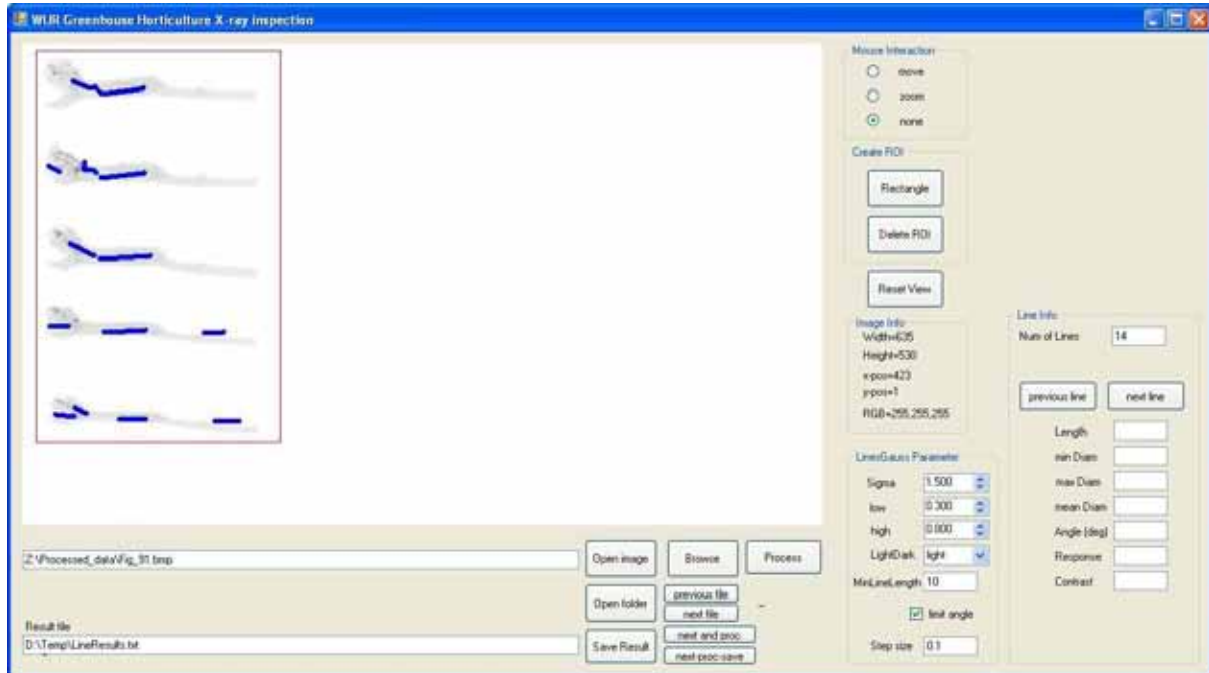 WUR Greenhouse Horticulture X-ray inspection
Mouse Interaction
move
zoom
none
Create ROI
Rectangle
Delete ROI
Reset View
Image Info
Width=635
Height=530
x-pos=423
y-pos=1
RGB=255,255,255
Line Info
Num of Lines 14
previous line next line
Length
min Diam
max Diam
mean Diam
Angle (deg)
Response
Contrast
LinesGauss Parameter
Sigma 1.500
low 0.300
high 0.800
LightDark light
MinLineLength 10
limit angle
Step size 0.1
Z:\Processed_data\Fig_91.bmp
Open image Browse Process
Open folder previous file
next file
Result file
D:\Temp\LineResults.txt
Save Result next and proc
next proc save